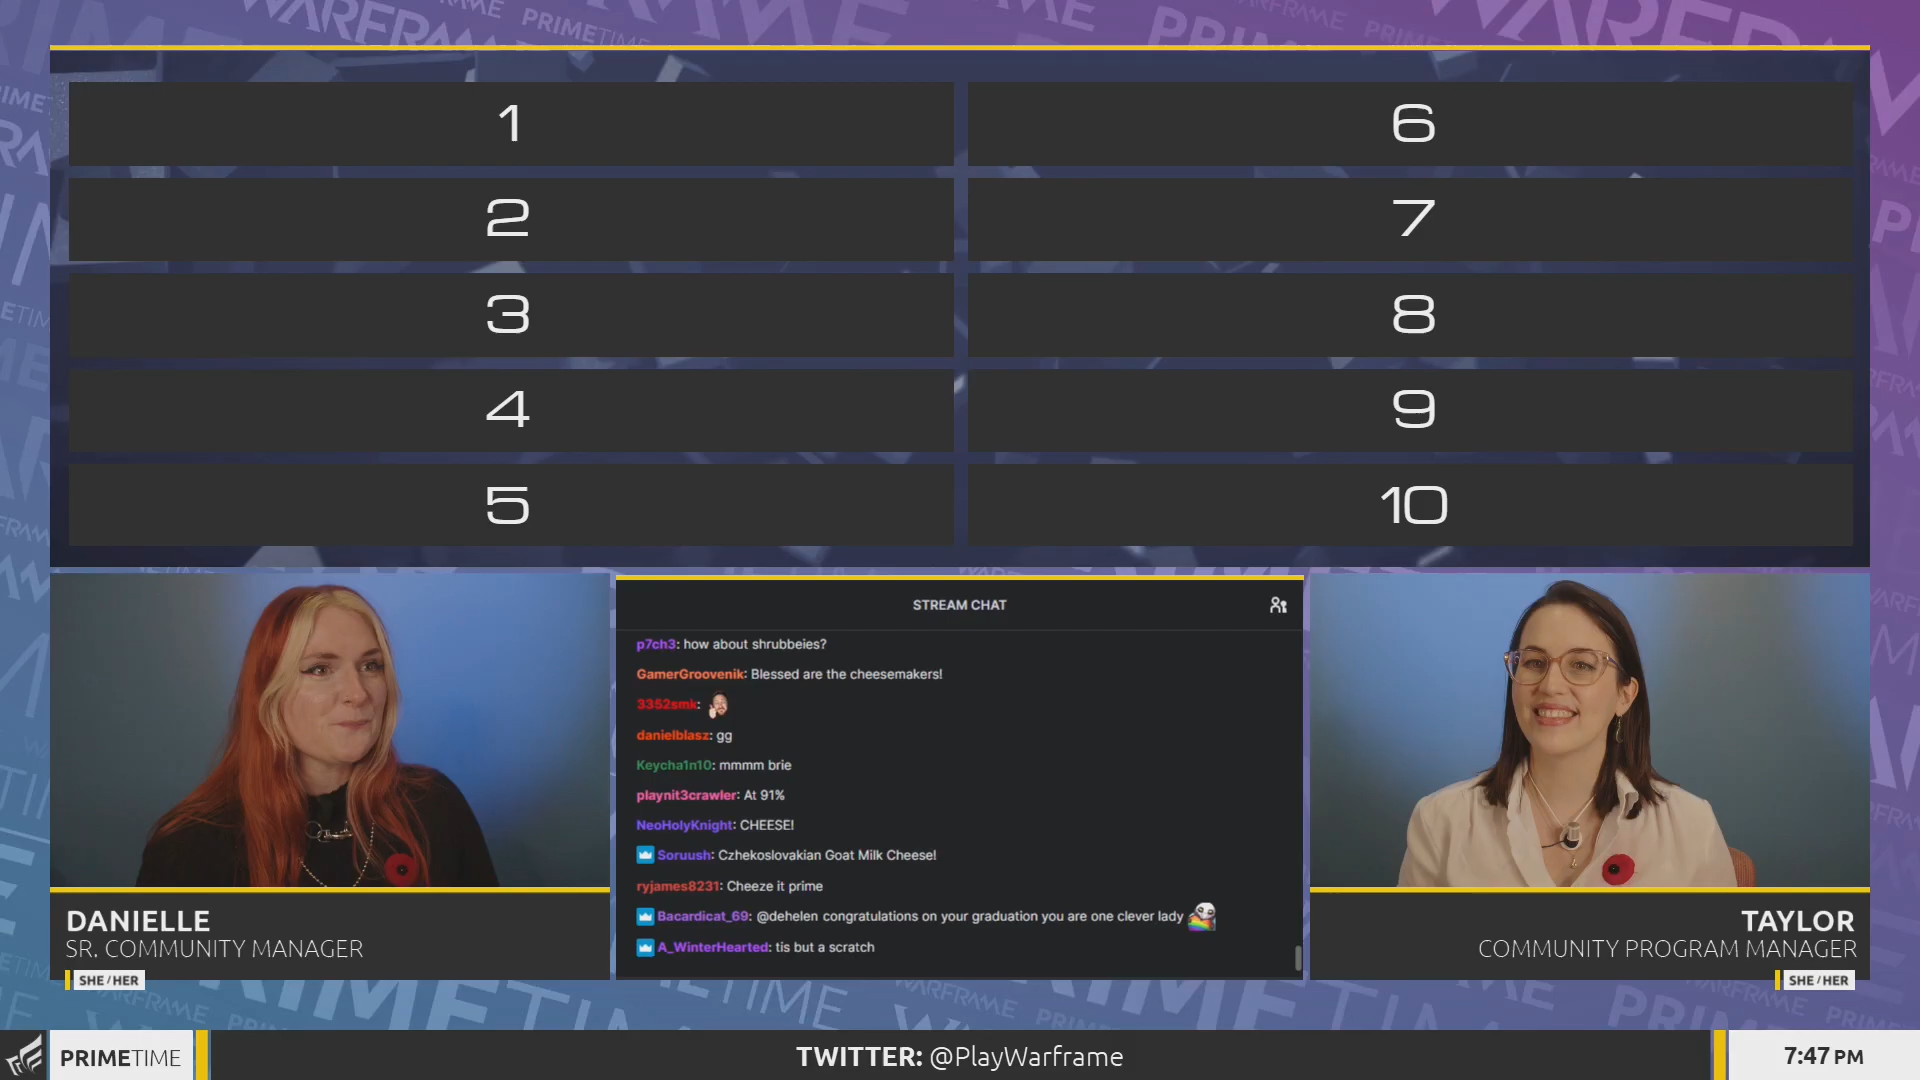 1
2
3
4
5
6
7
8
9
10
STREAM CHAT
p7ch3: how about shrubbeies?
GamerGroovenik: Blessed are the cheesemakers!
3352smk:
danielblasz: gg
Keycha1n10: mmmm brie
playnit3crawler: At 91%
NeoHolyKnight: CHEESE!
Soruush: Czhekoslovakian Goat Milk Cheese!
ryjames8231: Cheeze it prime
Bacardicat_69: @dehelen congratulations on your graduation you are one clever lady
A_WinterHearted: tis but a scratch
DANIELLE
SR. COMMUNITY MANAGER
SHE/HER
TAYLOR
COMMUNITY PROGRAM MANAGER
SHE/HER
PRIMETIME
TWITTER: @PlayWarframe
7:47 PM